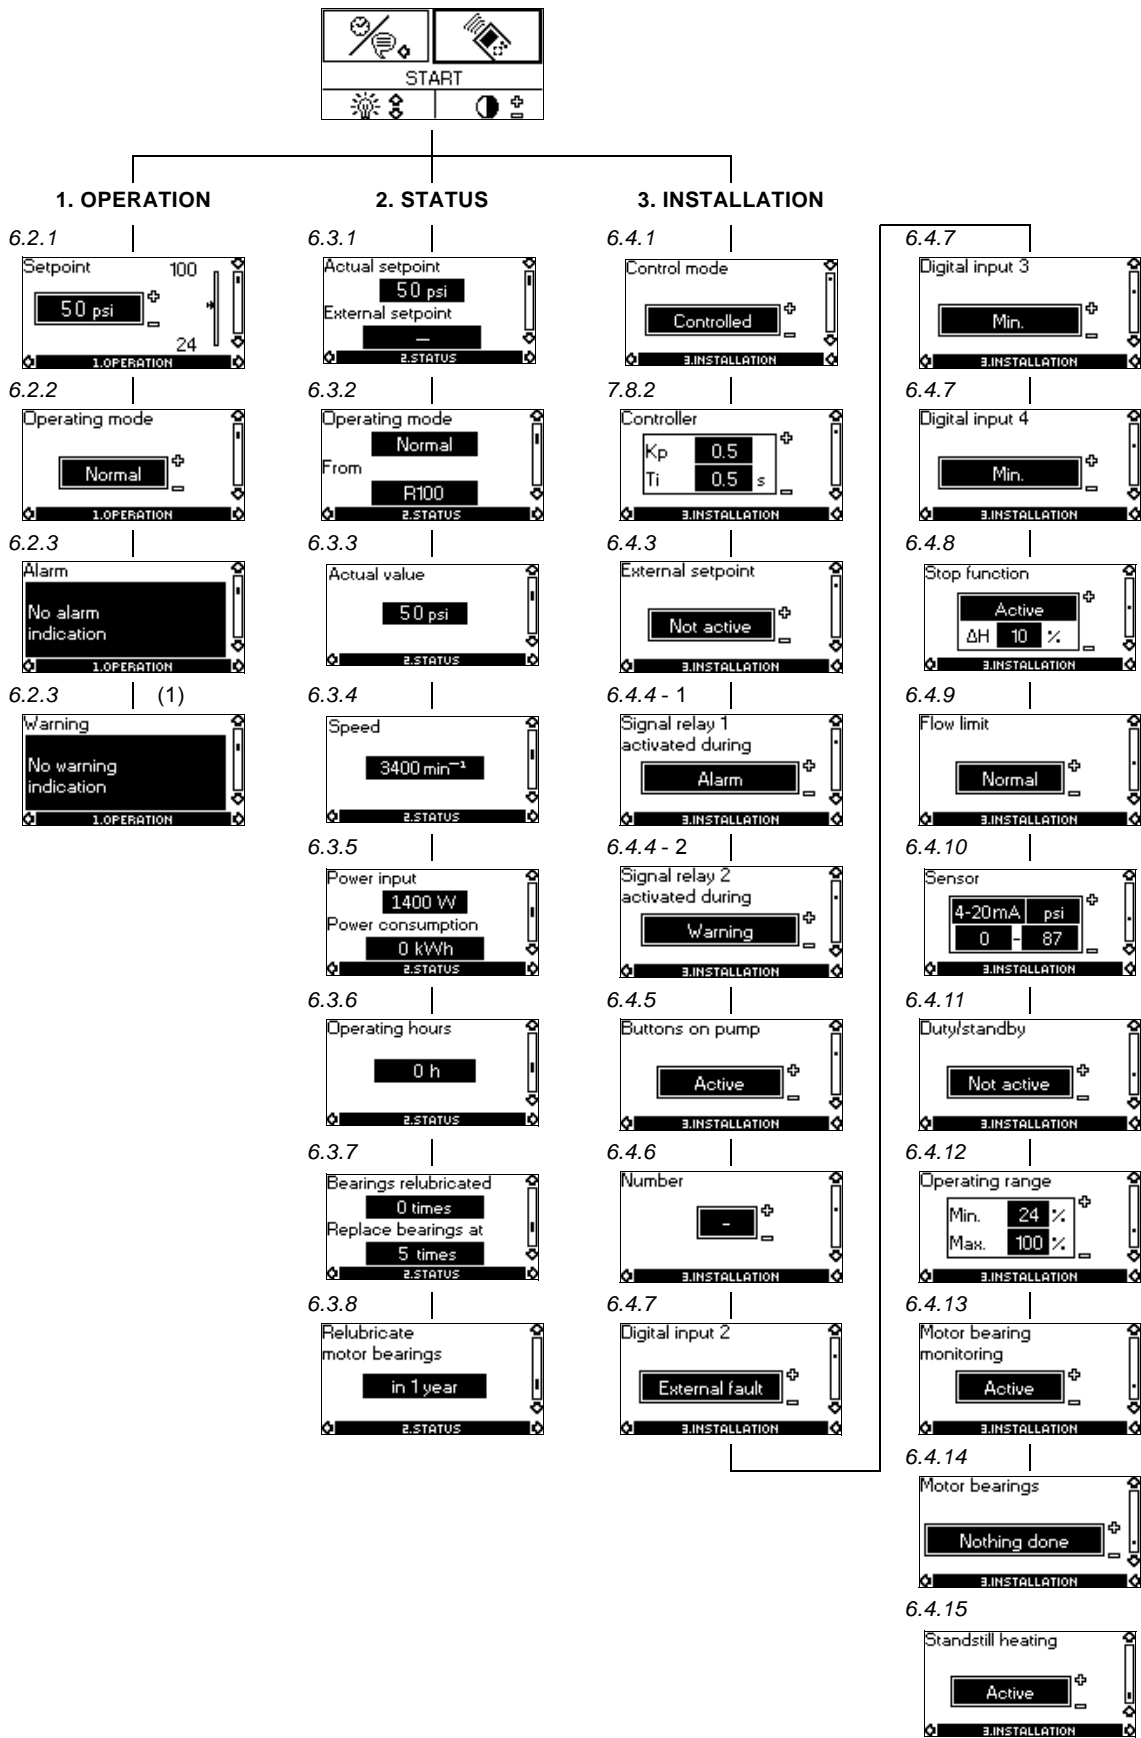 START
1. OPERATION
6.2.1
Setpoint
100
50 psi
24
1.OPERATION
6.2.2
Operating mode
Normal
1.OPERATION
6.2.3
Alarm
No alarm
indication
1.OPERATION
6.2.3 (1)
Warning
No warning
indication
1.OPERATION
2. STATUS
6.3.1
Actual setpoint
50 psi
External setpoint
–
2.STATUS
6.3.2
Operating mode
Normal
From
R100
2.STATUS
6.3.3
Actual value
50 psi
2.STATUS
6.3.4
Speed
3400 min⁻¹
2.STATUS
6.3.5
Power input
1400 W
Power consumption
0 kWh
2.STATUS
6.3.6
Operating hours
0 h
2.STATUS
6.3.7
Bearings relubricated
0 times
Replace bearings at
5 times
2.STATUS
6.3.8
Relubricate
motor bearings
in 1 year
2.STATUS
3. INSTALLATION
6.4.1
Control mode
Controlled
3.INSTALLATION
7.8.2
Controller
Kp 0.5
Ti 0.5 s
3.INSTALLATION
6.4.3
External setpoint
Not active
3.INSTALLATION
6.4.4 - 1
Signal relay 1
activated during
Alarm
3.INSTALLATION
6.4.4 - 2
Signal relay 2
activated during
Warning
3.INSTALLATION
6.4.5
Buttons on pump
Active
3.INSTALLATION
6.4.6
Number
-
3.INSTALLATION
6.4.7
Digital input 2
External fault
3.INSTALLATION
6.4.7
Digital input 3
Min.
3.INSTALLATION
6.4.7
Digital input 4
Min.
3.INSTALLATION
6.4.8
Stop function
Active
ΔH 10 %
3.INSTALLATION
6.4.9
Flow limit
Normal
3.INSTALLATION
6.4.10
Sensor
4-20mA psi
0 - 87
3.INSTALLATION
6.4.11
Duty/standby
Not active
3.INSTALLATION
6.4.12
Operating range
Min. 24 %
Max. 100 %
3.INSTALLATION
6.4.13
Motor bearing
monitoring
Active
3.INSTALLATION
6.4.14
Motor bearings
Nothing done
3.INSTALLATION
6.4.15
Standstill heating
Active
3.INSTALLATION